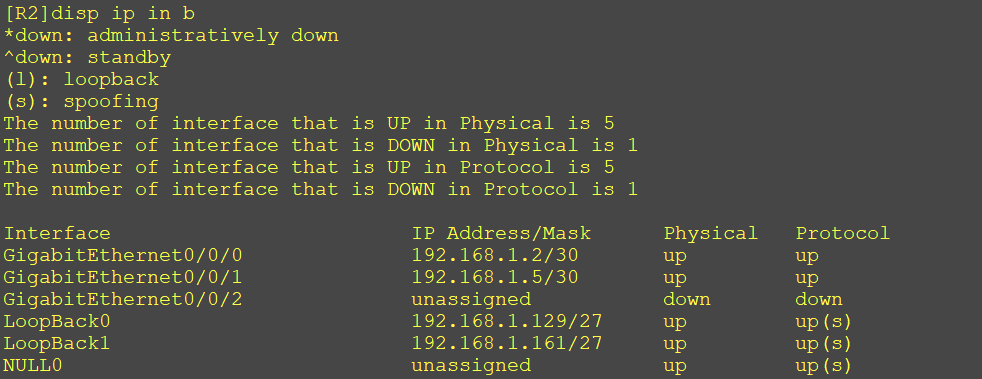 [R2]disp ip in b
*down: administratively down
^down: standby
(l): loopback
(s): spoofing
The number of interface that is UP in Physical is 5
The number of interface that is DOWN in Physical is 1
The number of interface that is UP in Protocol is 5
The number of interface that is DOWN in Protocol is 1

Interface                         IP Address/Mask      Physical   Protocol
GigabitEthernet0/0/0              192.168.1.2/30       up         up
GigabitEthernet0/0/1              192.168.1.5/30       up         up
GigabitEthernet0/0/2              unassigned           down       down
LoopBack0                         192.168.1.129/27     up         up(s)
LoopBack1                         192.168.1.161/27     up         up(s)
NULL0                             unassigned           up         up(s)